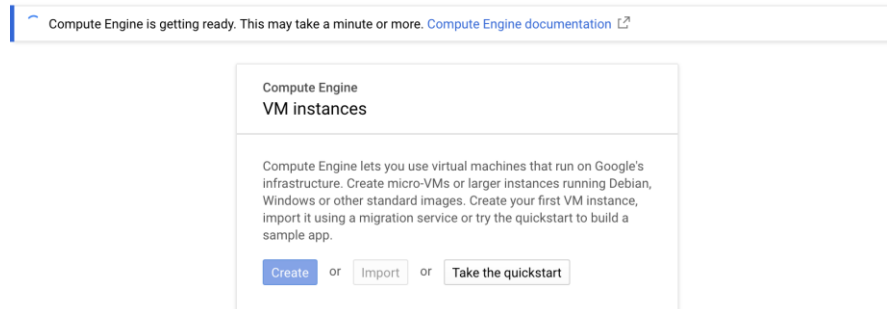 Compute Engine is getting ready. This may take a minute or more. Compute Engine documentation
Compute Engine
VM instances
Compute Engine lets you use virtual machines that run on Google's
infrastructure. Create micro-VMs or larger instances running Debian,
Windows or other standard images. Create your first VM instance,
import it using a migration service or try the quickstart to build a
sample app.
Create or Import or Take the quickstart